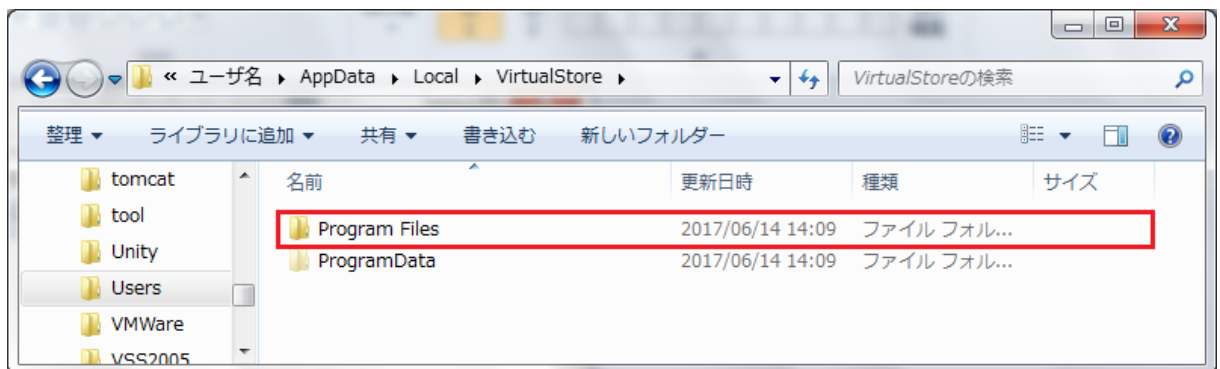 « ユーザ名 ▸ AppData ▸ Local ▸ VirtualStore ▸ VirtualStoreの検索
整理 ▼ ライブラリに追加 ▼ 共有 ▼ 書き込む 新しいフォルダー
tomcat
tool
Unity
Users
VMWare
VSS2005
名前 更新日時 種類 サイズ
Program Files 2017/06/14 14:09 ファイル フォル...
ProgramData 2017/06/14 14:09 ファイル フォル...